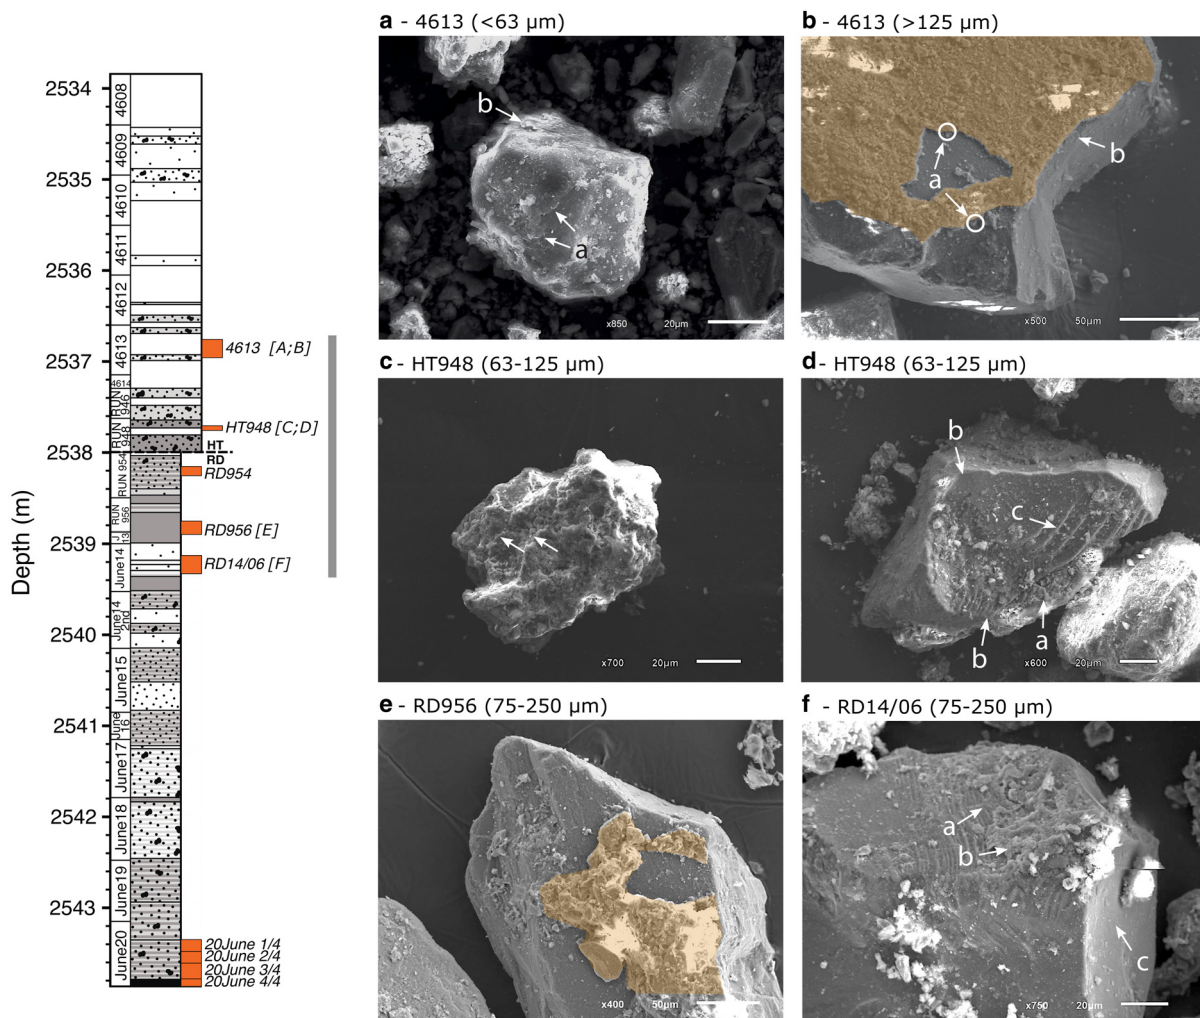 Depth (m)
2534
2535
2536
2537
2538
2539
2540
2541
2542
2543
4608
4609
4610
4611
4612
4613
4614
RUN 946
RUN 948
RUN 954
RUN 956
J 13
June14
June14 2nd
June15
June 16
June17
June18
June19
June20
HT
RD
4613 [A;B]
HT948 [C;D]
RD954
RD956 [E]
RD14/06 [F]
20June 1/4
20June 2/4
20June 3/4
20June 4/4
a - 4613 (<63 µm)
b
a
x850 20µm
b - 4613 (>125 µm)
a
b
x500 50µm
c - HT948 (63-125 µm)
x700 20µm
d - HT948 (63-125 µm)
b
c
b
a
x600 20µm
e - RD956 (75-250 µm)
x400 50µm
f - RD14/06 (75-250 µm)
a
b
c
x750 20µm